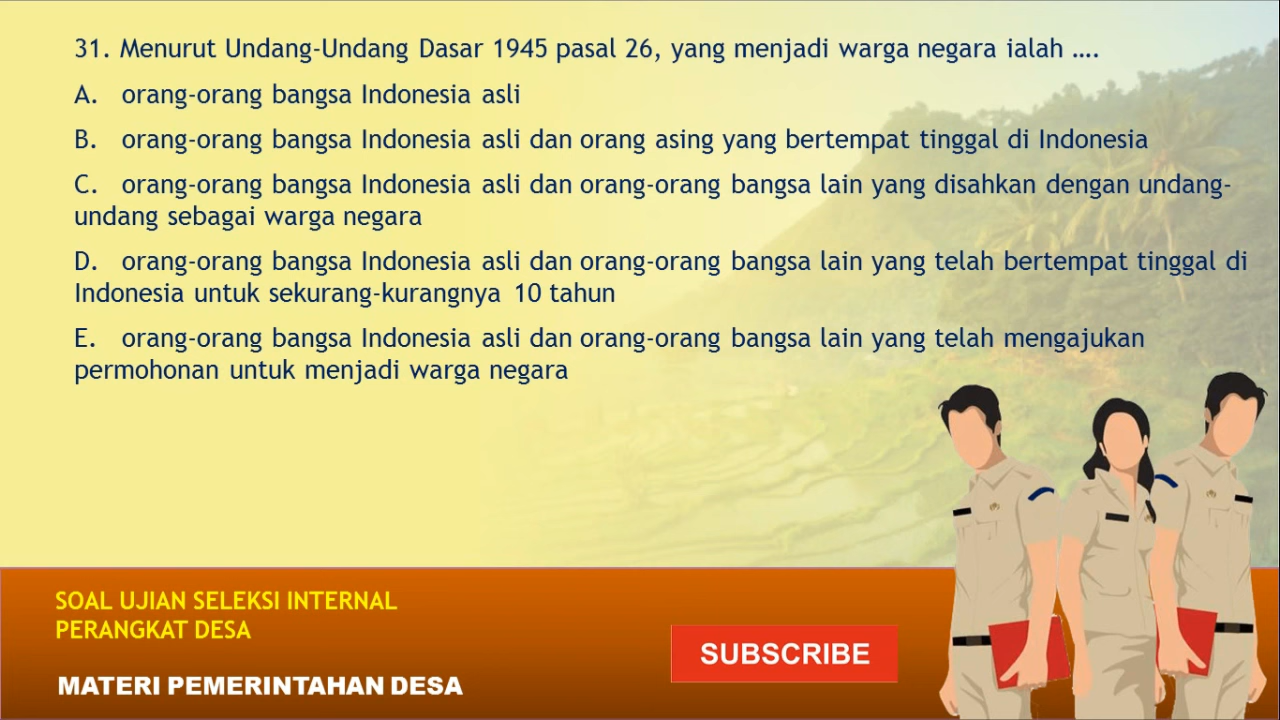 31. Menurut Undang-Undang Dasar 1945 pasal 26, yang menjadi warga negara ialah ....
A. orang-orang bangsa Indonesia asli
B. orang-orang bangsa Indonesia asli dan orang asing yang bertempat tinggal di Indonesia
C. orang-orang bangsa Indonesia asli dan orang-orang bangsa lain yang disahkan dengan undang-
undang sebagai warga negara
D. orang-orang bangsa Indonesia asli dan orang-orang bangsa lain yang telah bertempat tinggal di
Indonesia untuk sekurang-kurangnya 10 tahun
E. orang-orang bangsa Indonesia asli dan orang-orang bangsa lain yang telah mengajukan
permohonan untuk menjadi warga negara
SOAL UJIAN SELEKSI INTERNAL
PERANGKAT DESA
MATERI PEMERINTAHAN DESA
SUBSCRIBE